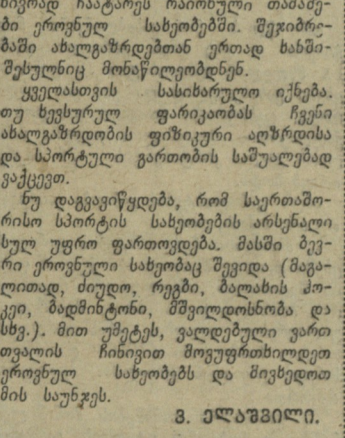 ბი ეროვნულ სახეობებში. შეჯიბრე-
ბაში ახალგაზრდებთან ერთად ხანში-
შესულნიც მონაწილეობდნენ.
ყველასთვის სასიხარულო იქნება.
თუ ხევსურულ ფარიკაობას ჩვენი
ახალგაზრდობის ფიზიკური აღზრდისა
და სპორტული გართობის საშუალებად
ვაქცევთ.
ნუ დაგვავიწყდება, რომ საერთაშო-
რისო სპორტის სახეობების არსენალი
სულ უფრო ფართოვდება. მასში ბევ-
რი ეროვნული სახეობაც შევიდა (მაგა-
ლითად, ძიუდო, რეგბი, ბალახის ჰო-
კეი, ბადმინტონი, მშვილდოსნობა და
სხვ.). მით უმეტეს, ვალდებული ვართ
თვალის ჩინივით მოვუფრთხილდეთ
ეროვნულ სახეობებს და მივხედოთ
მის საუნჯეს.
ვ. ელაშვილი.